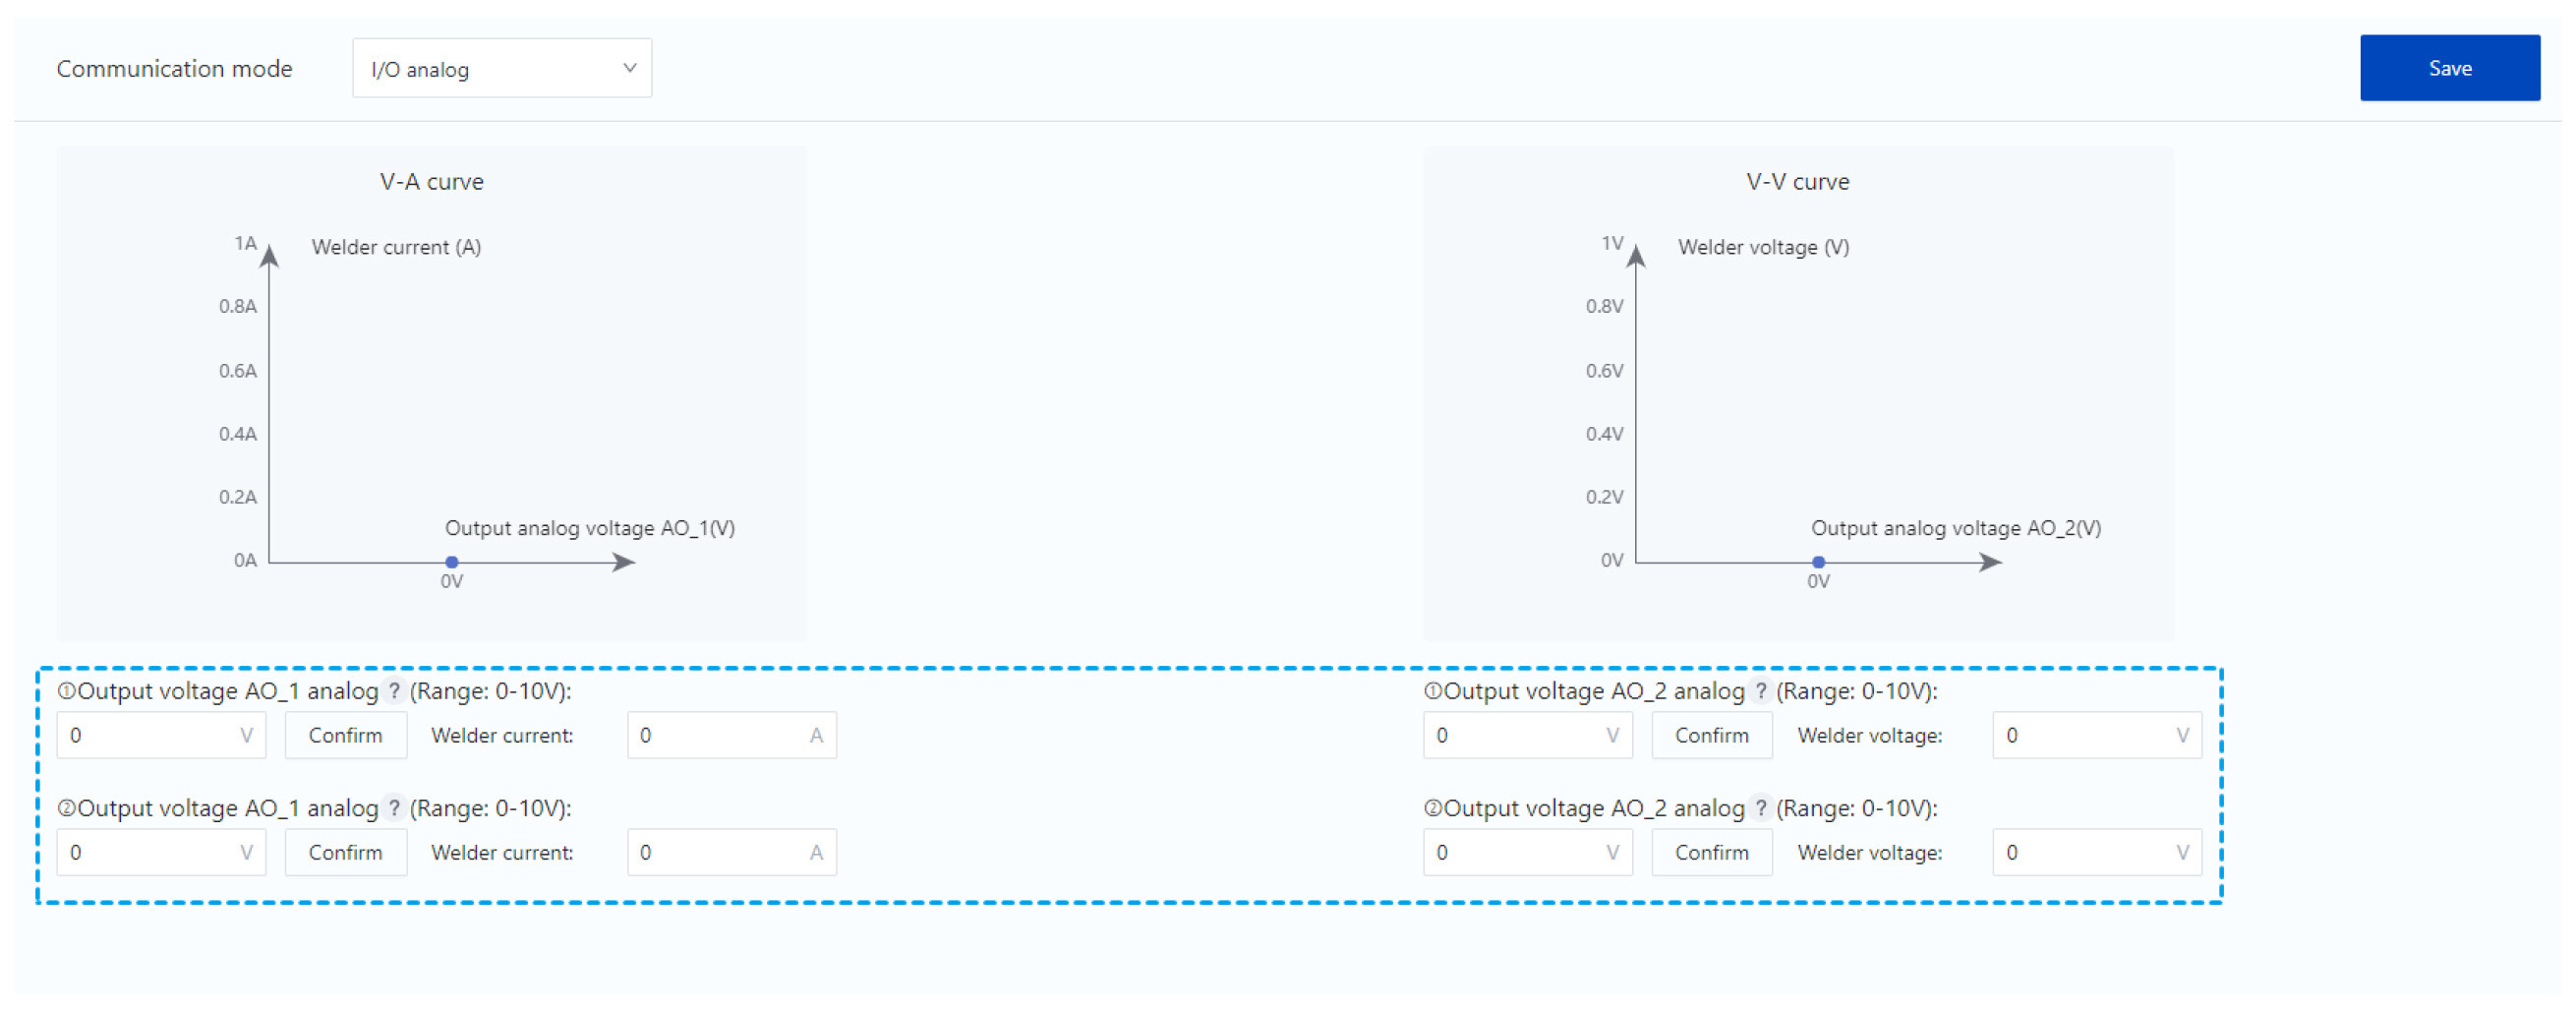 Communication mode I/O analog Save
V-A curve
1A Welder current (A)
0.8A
0.6A
0.4A
0.2A
Output analog voltage AO_1(V)
0A
0V
V-V curve
1V Welder voltage (V)
0.8V
0.6V
0.4V
0.2V
Output analog voltage AO_2(V)
0V
0V
①Output voltage AO_1 analog ? (Range: 0-10V):
0 V Confirm Welder current: 0 A
②Output voltage AO_1 analog ? (Range: 0-10V):
0 V Confirm Welder current: 0 A
①Output voltage AO_2 analog ? (Range: 0-10V):
0 V Confirm Welder voltage: 0 V
②Output voltage AO_2 analog ? (Range: 0-10V):
0 V Confirm Welder voltage: 0 V